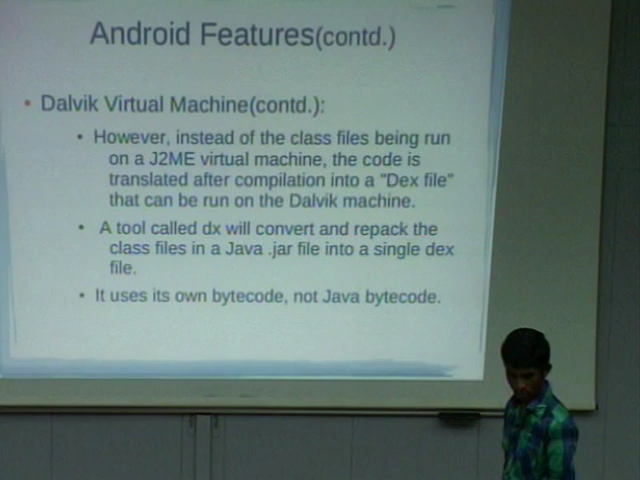 Android Features(contd.)
• Dalvik Virtual Machine(contd.):
• However, instead of the class files being run
on a J2ME virtual machine, the code is
translated after compilation into a "Dex file"
that can be run on the Dalvik machine.
• A tool called dx will convert and repack the
class files in a Java .jar file into a single dex
file.
• It uses its own bytecode, not Java bytecode.